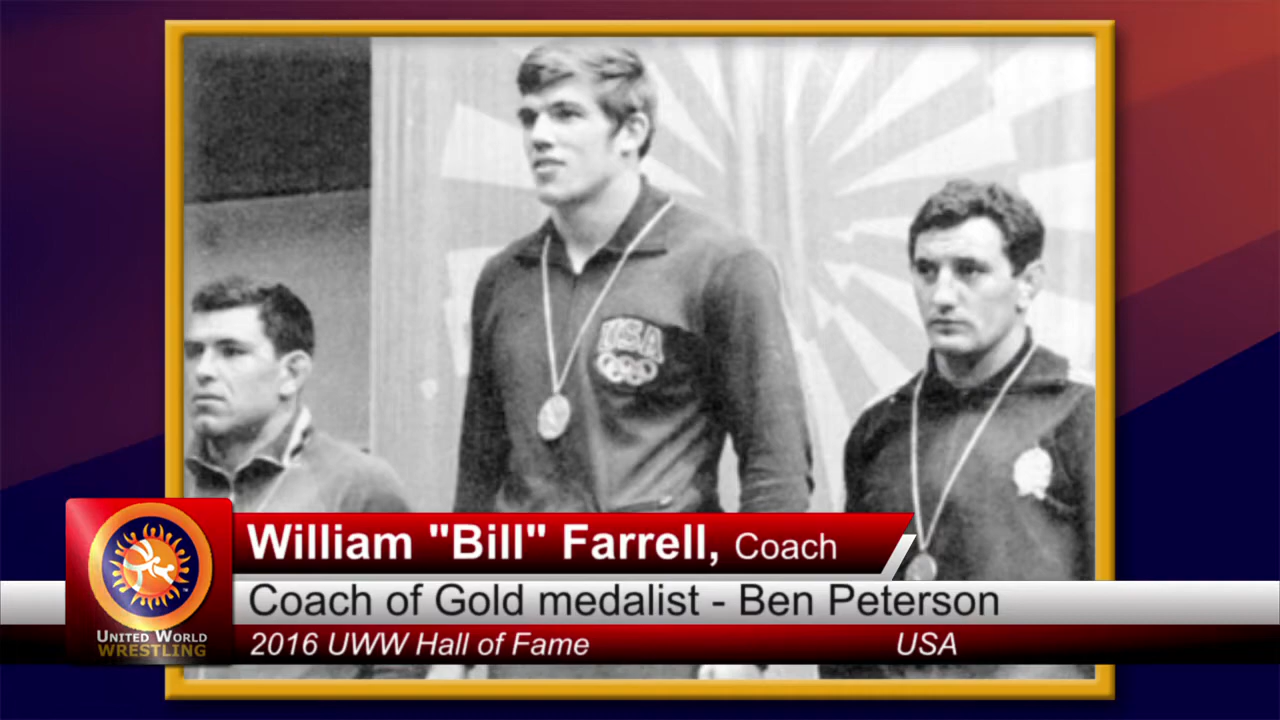 USA
William "Bill" Farrell, Coach
Coach of Gold medalist - Ben Peterson
UNITED WORLD
WRESTLING
2016 UWW Hall of Fame
USA